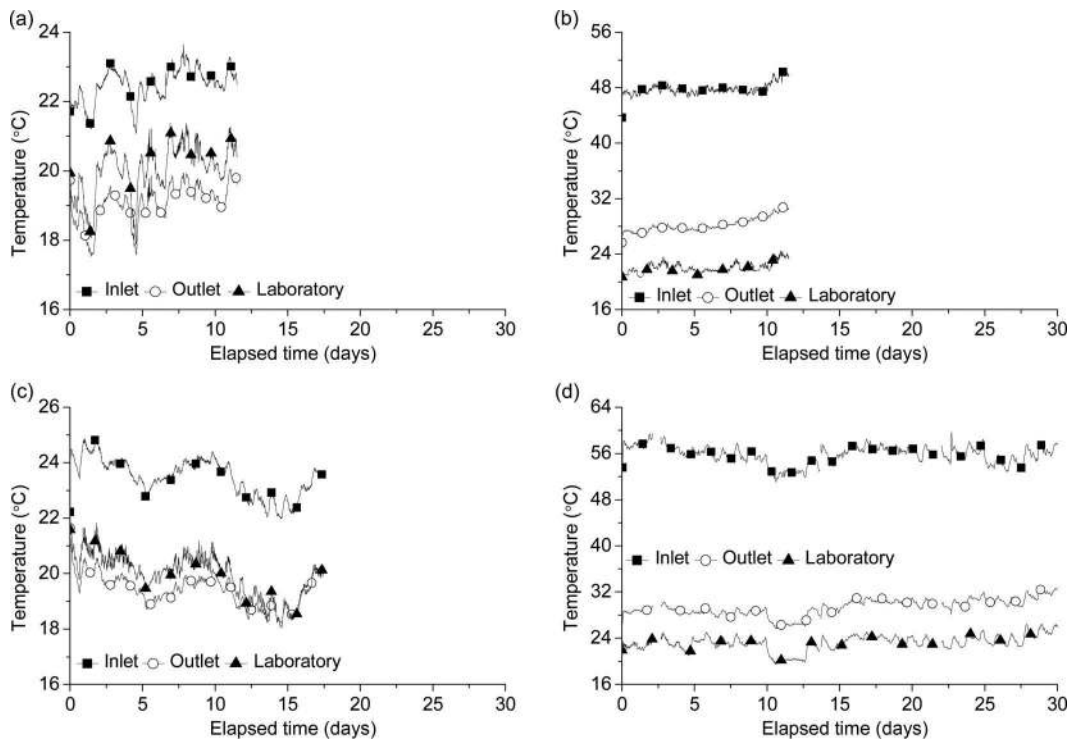 (a)
24
22
20
18
16
Temperature (°C)
Inlet Outlet Laboratory
0 5 10 15 20 25 30
Elapsed time (days)
(b)
56
48
40
32
24
16
Temperature (°C)
Inlet Outlet Laboratory
0 5 10 15 20 25 30
Elapsed time (days)
(c)
26
24
22
20
18
16
Temperature (°C)
Inlet Outlet Laboratory
0 5 10 15 20 25 30
Elapsed time (days)
(d)
64
56
48
40
32
24
16
Temperature (°C)
Inlet Outlet Laboratory
0 5 10 15 20 25 30
Elapsed time (days)